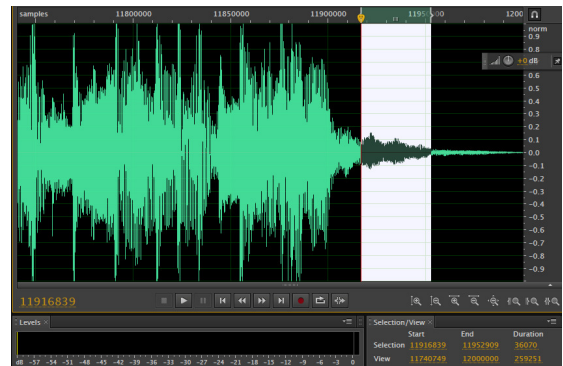 samples 11800000 11850000 11900000 1195 00 1200
norm
0.9
0.8
+0 dB
0.6
0.5
0.4
0.3
0.2
0.1
0.0
-0.1
-0.2
-0.3
-0.4
-0.5
-0.6
-0.7
-0.8
-0.9
11916839
Levels × Selection/View ×
Start End Duration
Selection 11916839 11952909 36070
View 11740749 12000000 259251
dB -57 -54 -51 -48 -45 -42 -39 -36 -33 -30 -27 -24 -21 -18 -15 -12 -9 -6 -3 0